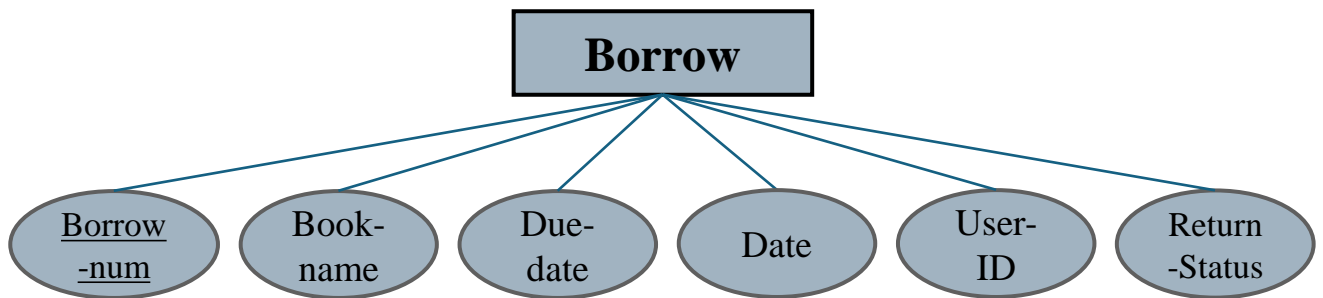 Borrow
Borrow
-num
Book-
name
Due-
date
Date
User-
ID
Return
-Status